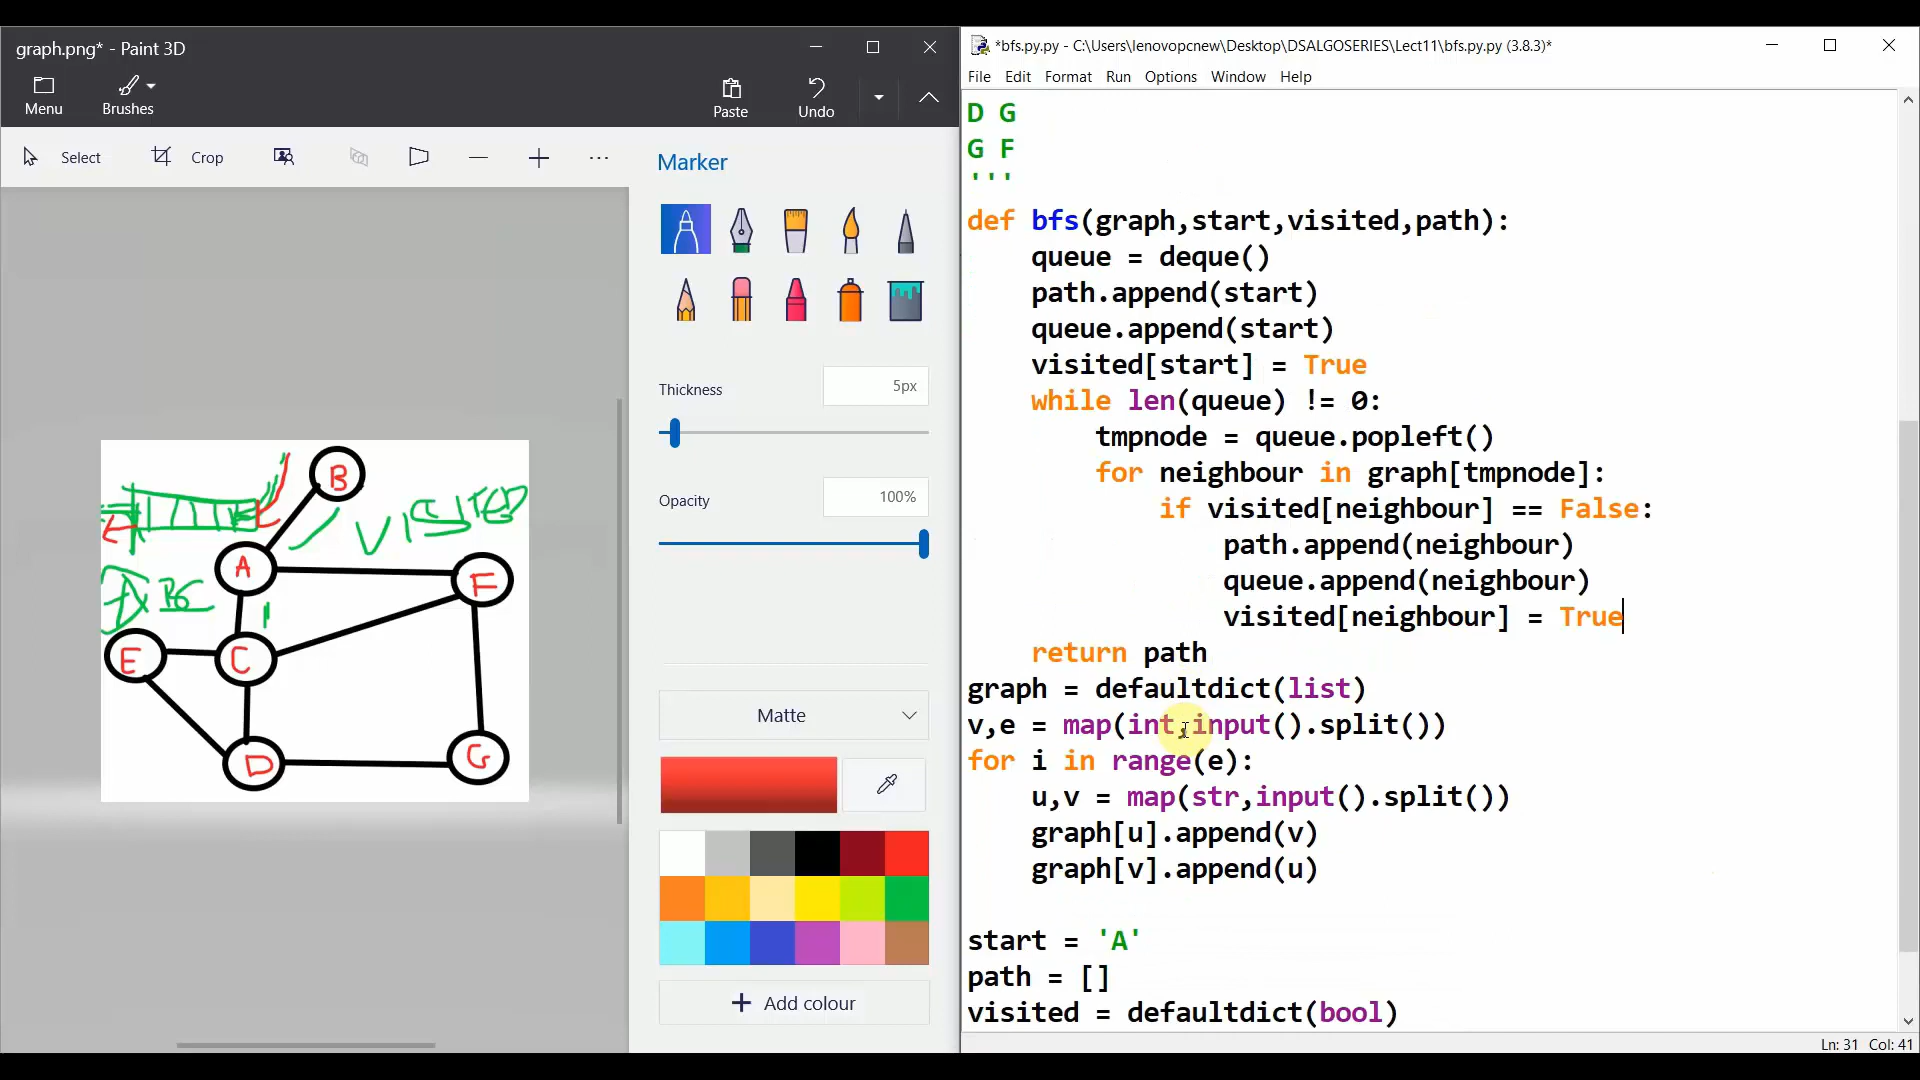 graph.png* - Paint 3D
Menu
Brushes
Paste
Undo
Select
Crop
Marker
Thickness
5px
Opacity
100%
Matte
Add colour
B
VISITED
A
F
E
C
D
G
*bfs.py.py - C:\Users\lenovopcnew\Desktop\DSALGOSERIES\Lect11\bfs.py.py (3.8.3)*
File Edit Format Run Options Window Help
D G
G F
'''
def bfs(graph,start,visited,path):
    queue = deque()
    path.append(start)
    queue.append(start)
    visited[start] = True
    while len(queue) != 0:
        tmpnode = queue.popleft()
        for neighbour in graph[tmpnode]:
            if visited[neighbour] == False:
                path.append(neighbour)
                queue.append(neighbour)
                visited[neighbour] = True
    return path
graph = defaultdict(list)
v,e = map(int,input().split())
for i in range(e):
    u,v = map(str,input().split())
    graph[u].append(v)
    graph[v].append(u)
start = 'A'
path = []
visited = defaultdict(bool)
Ln: 31 Col: 41